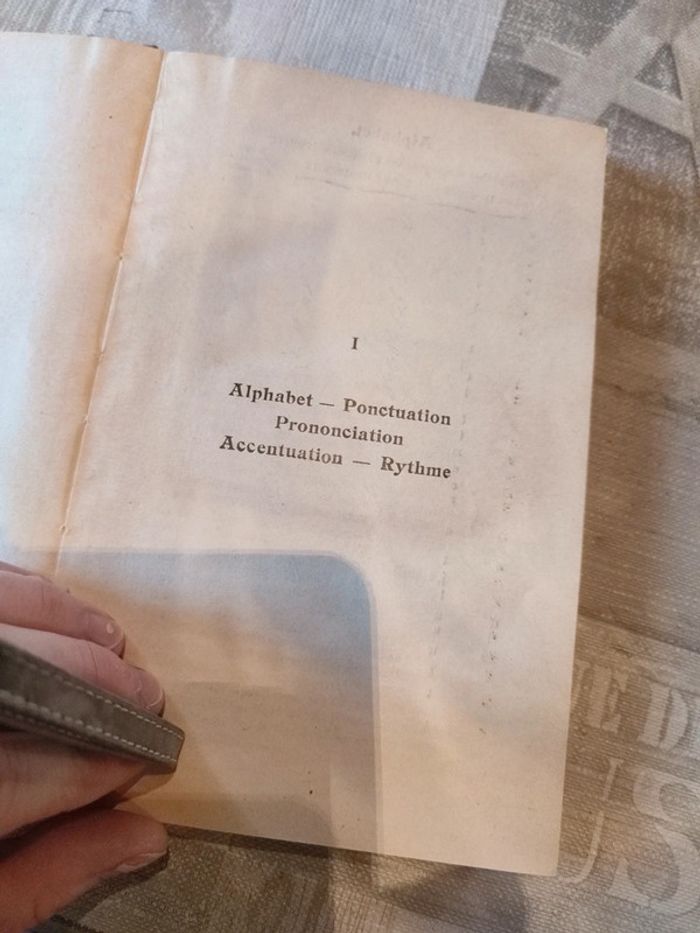 I
Alphabet — Ponctuation
Prononciation
Accentuation — Rythme